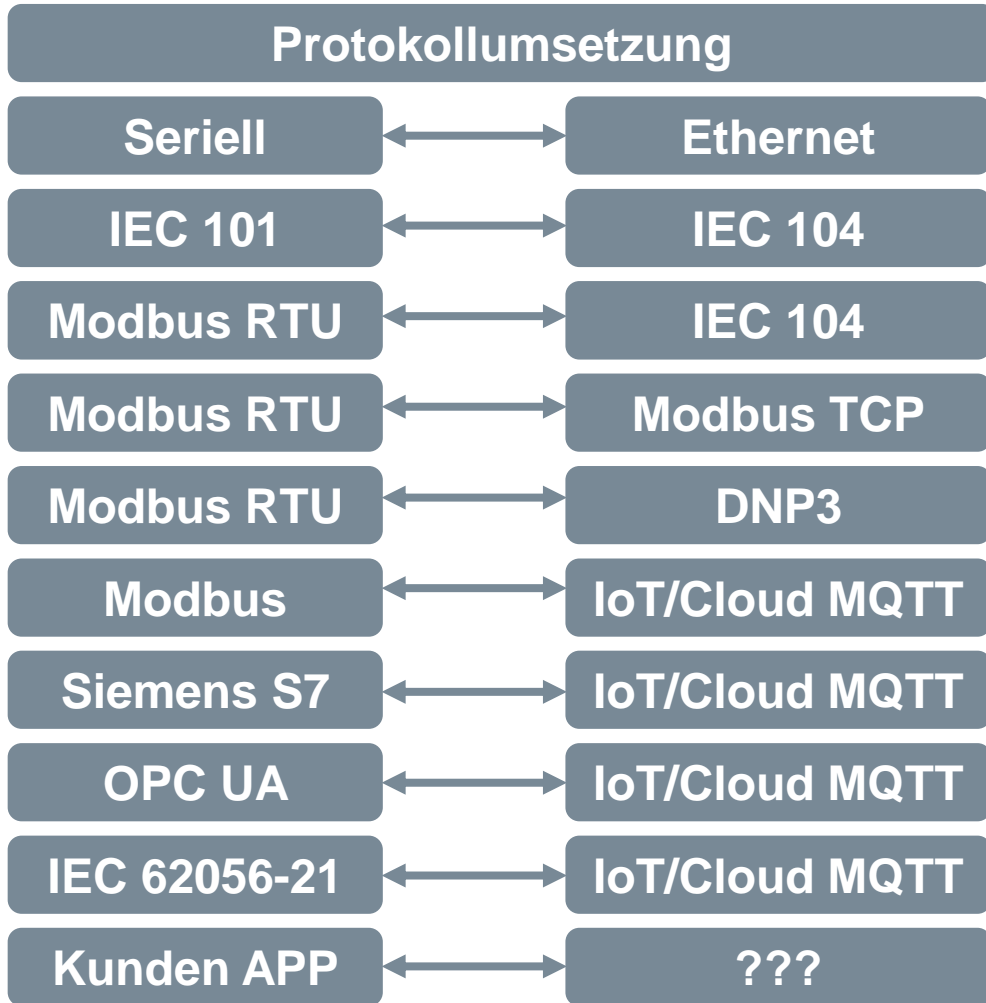 Protokollumsetzung
Seriell Ethernet
IEC 101 IEC 104
Modbus RTU IEC 104
Modbus RTU Modbus TCP
Modbus RTU DNP3
Modbus IoT/Cloud MQTT
Siemens S7 IoT/Cloud MQTT
OPC UA IoT/Cloud MQTT
IEC 62056-21 IoT/Cloud MQTT
Kunden APP ???